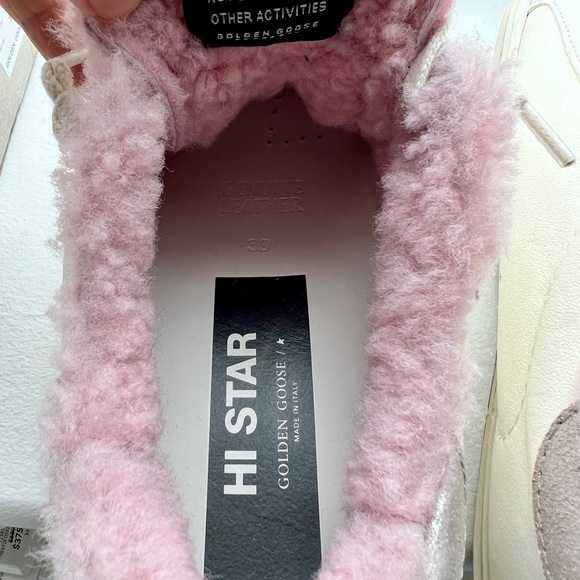 OTHER ACTIVITIES
GOLDEN GOOSE
GENUINE
LEATHER
39
HI STAR
GOLDEN GOOSE /★
MADE IN ITALY
$375